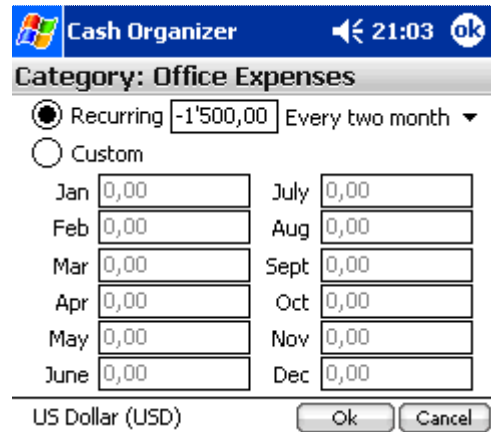 Cash Organizer 21:03 ok
Category: Office Expenses
Recurring -1'500,00 Every two month
Custom
Jan 0,00 July 0,00
Feb 0,00 Aug 0,00
Mar 0,00 Sept 0,00
Apr 0,00 Oct 0,00
May 0,00 Nov 0,00
June 0,00 Dec 0,00
US Dollar (USD) Ok Cancel